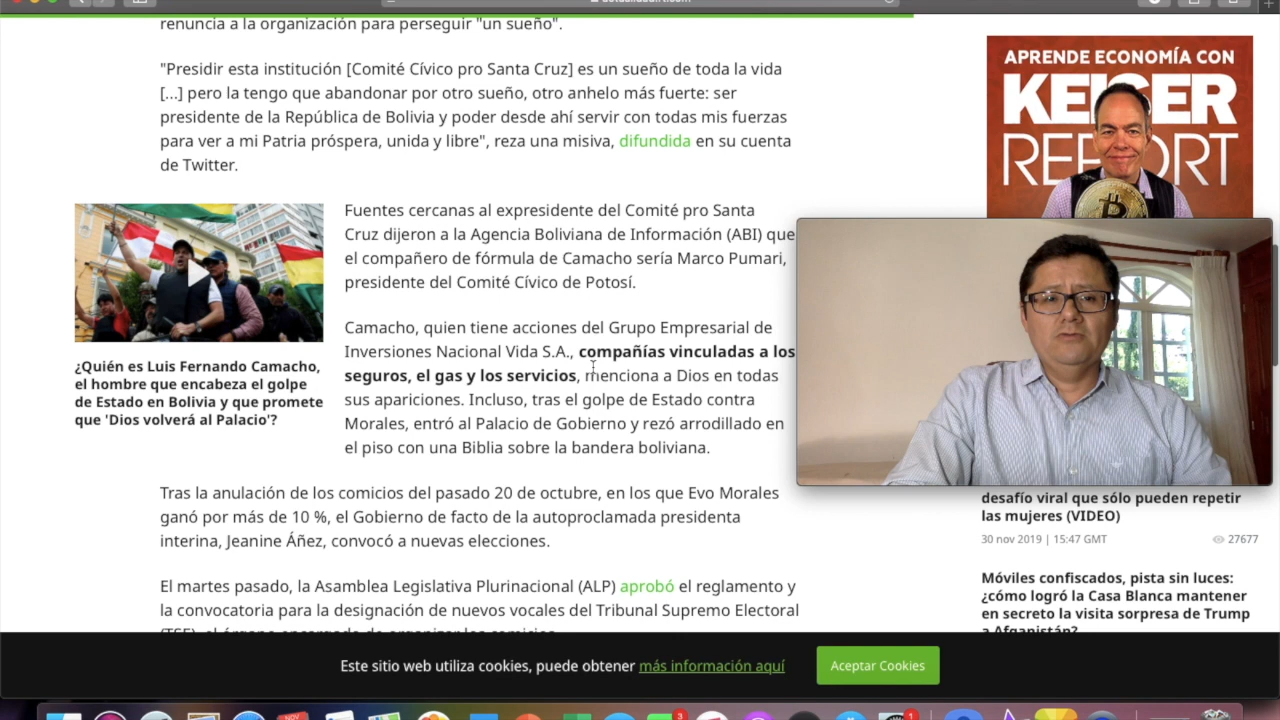 renuncia a la organización para perseguir "un sueño".
"Presidir esta institución [Comité Cívico pro Santa Cruz] es un sueño de toda la vida
[...] pero la tengo que abandonar por otro sueño, otro anhelo más fuerte: ser
presidente de la República de Bolivia y poder desde ahí servir con todas mis fuerzas
para ver a mi Patria próspera, unida y libre", reza una misiva, difundida en su cuenta
de Twitter.
Fuentes cercanas al expresidente del Comité pro Santa
Cruz dijeron a la Agencia Boliviana de Información (ABI) que
el compañero de fórmula de Camacho sería Marco Pumari,
presidente del Comité Cívico de Potosí.
Camacho, quien tiene acciones del Grupo Empresarial de
Inversiones Nacional Vida S.A., compañías vinculadas a los
seguros, el gas y los servicios, menciona a Dios en todas
sus apariciones. Incluso, tras el golpe de Estado contra
Morales, entró al Palacio de Gobierno y rezó arrodillado en
el piso con una Biblia sobre la bandera boliviana.
¿Quién es Luis Fernando Camacho,
el hombre que encabeza el golpe
de Estado en Bolivia y que promete
que 'Dios volverá al Palacio'?
Tras la anulación de los comicios del pasado 20 de octubre, en los que Evo Morales
ganó por más de 10 %, el Gobierno de facto de la autoproclamada presidenta
interina, Jeanine Áñez, convocó a nuevas elecciones.
El martes pasado, la Asamblea Legislativa Plurinacional (ALP) aprobó el reglamento y
la convocatoria para la designación de nuevos vocales del Tribunal Supremo Electoral
APRENDE ECONOMÍA CON
KEISER
REPORT
desafío viral que sólo pueden repetir
las mujeres (VIDEO)
30 nov 2019 | 15:47 GMT
27677
Móviles confiscados, pista sin luces:
¿cómo logró la Casa Blanca mantener
en secreto la visita sorpresa de Trump
a Afganistán?
Este sitio web utiliza cookies, puede obtener más información aquí
Aceptar Cookies
NOV
3
1